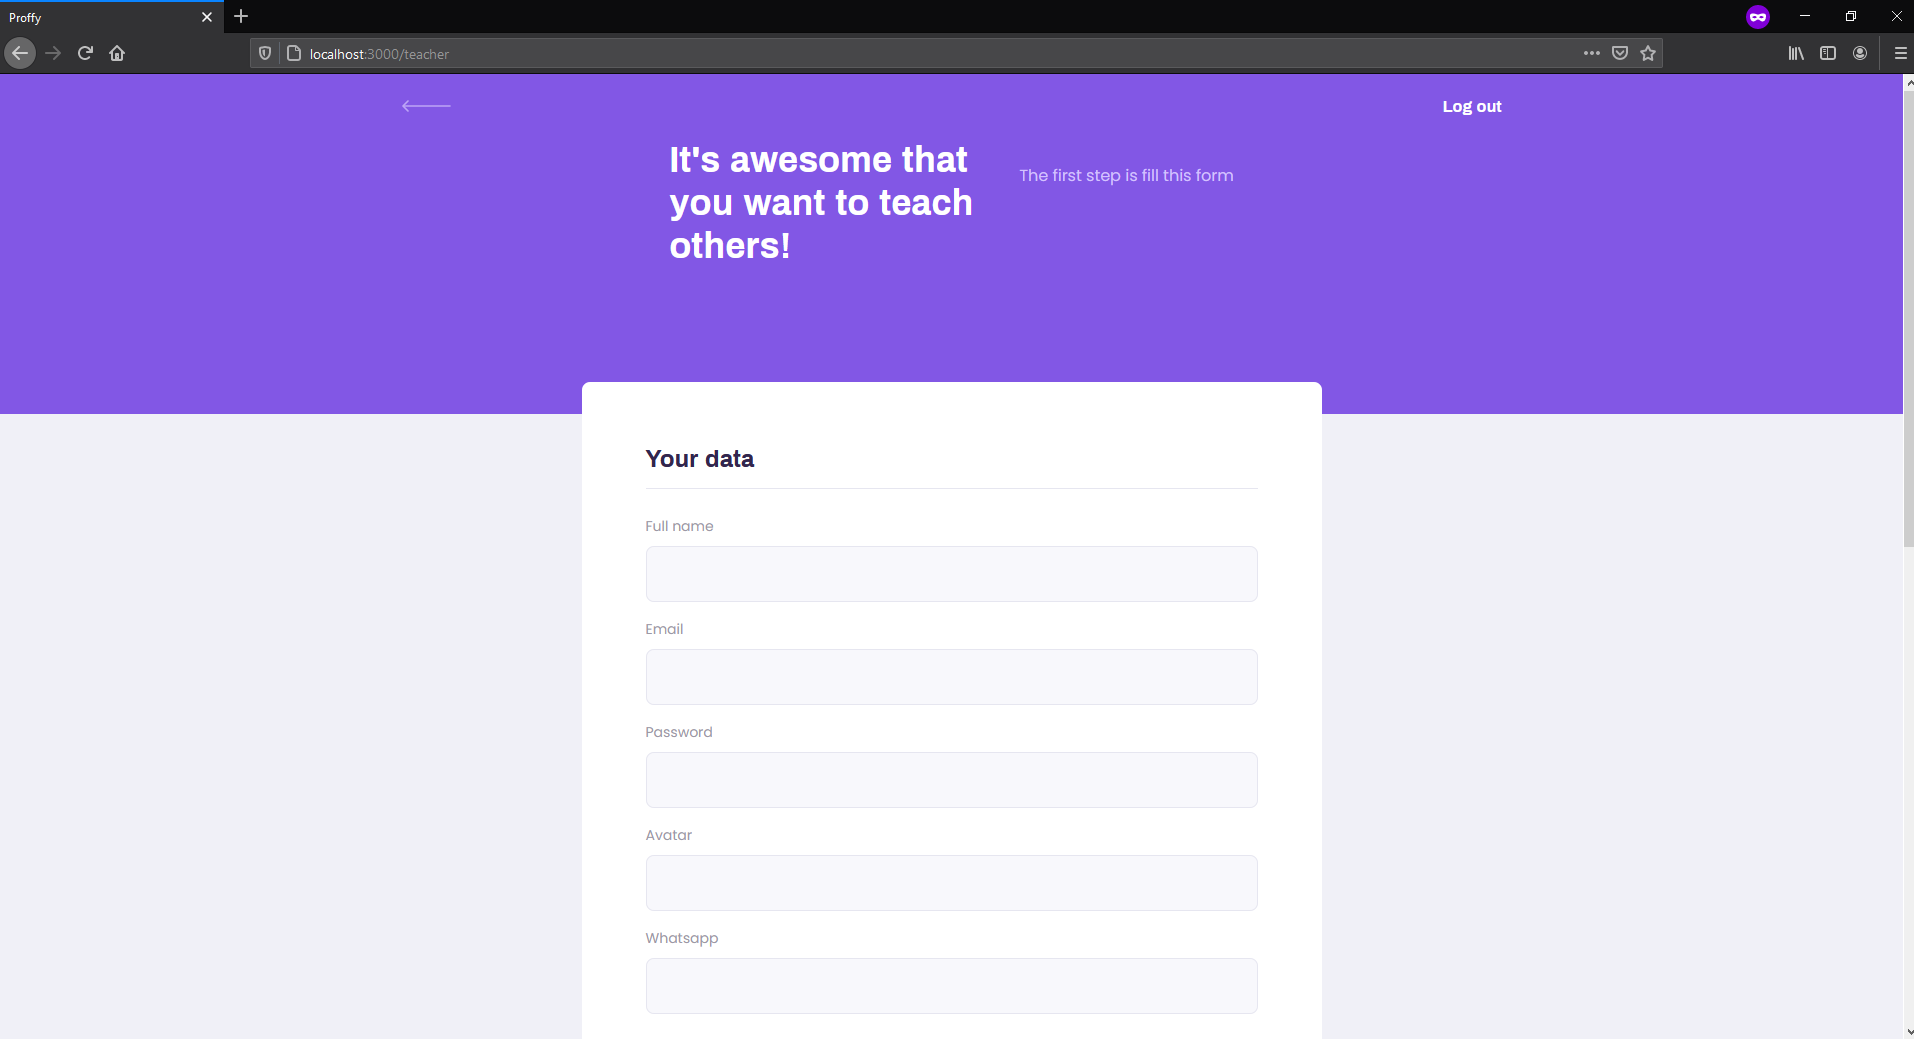 Proffy
localhost:3000/teacher
Log out
It's awesome that
you want to teach
others!
The first step is fill this form
Your data
Full name
Email
Password
Avatar
Whatsapp